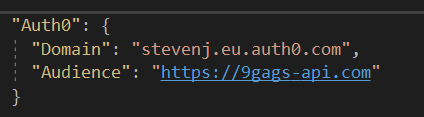 "Auth0": {
"Domain": "stevenj.eu.auth0.com",
"Audience": "https://9gags-api.com"
}